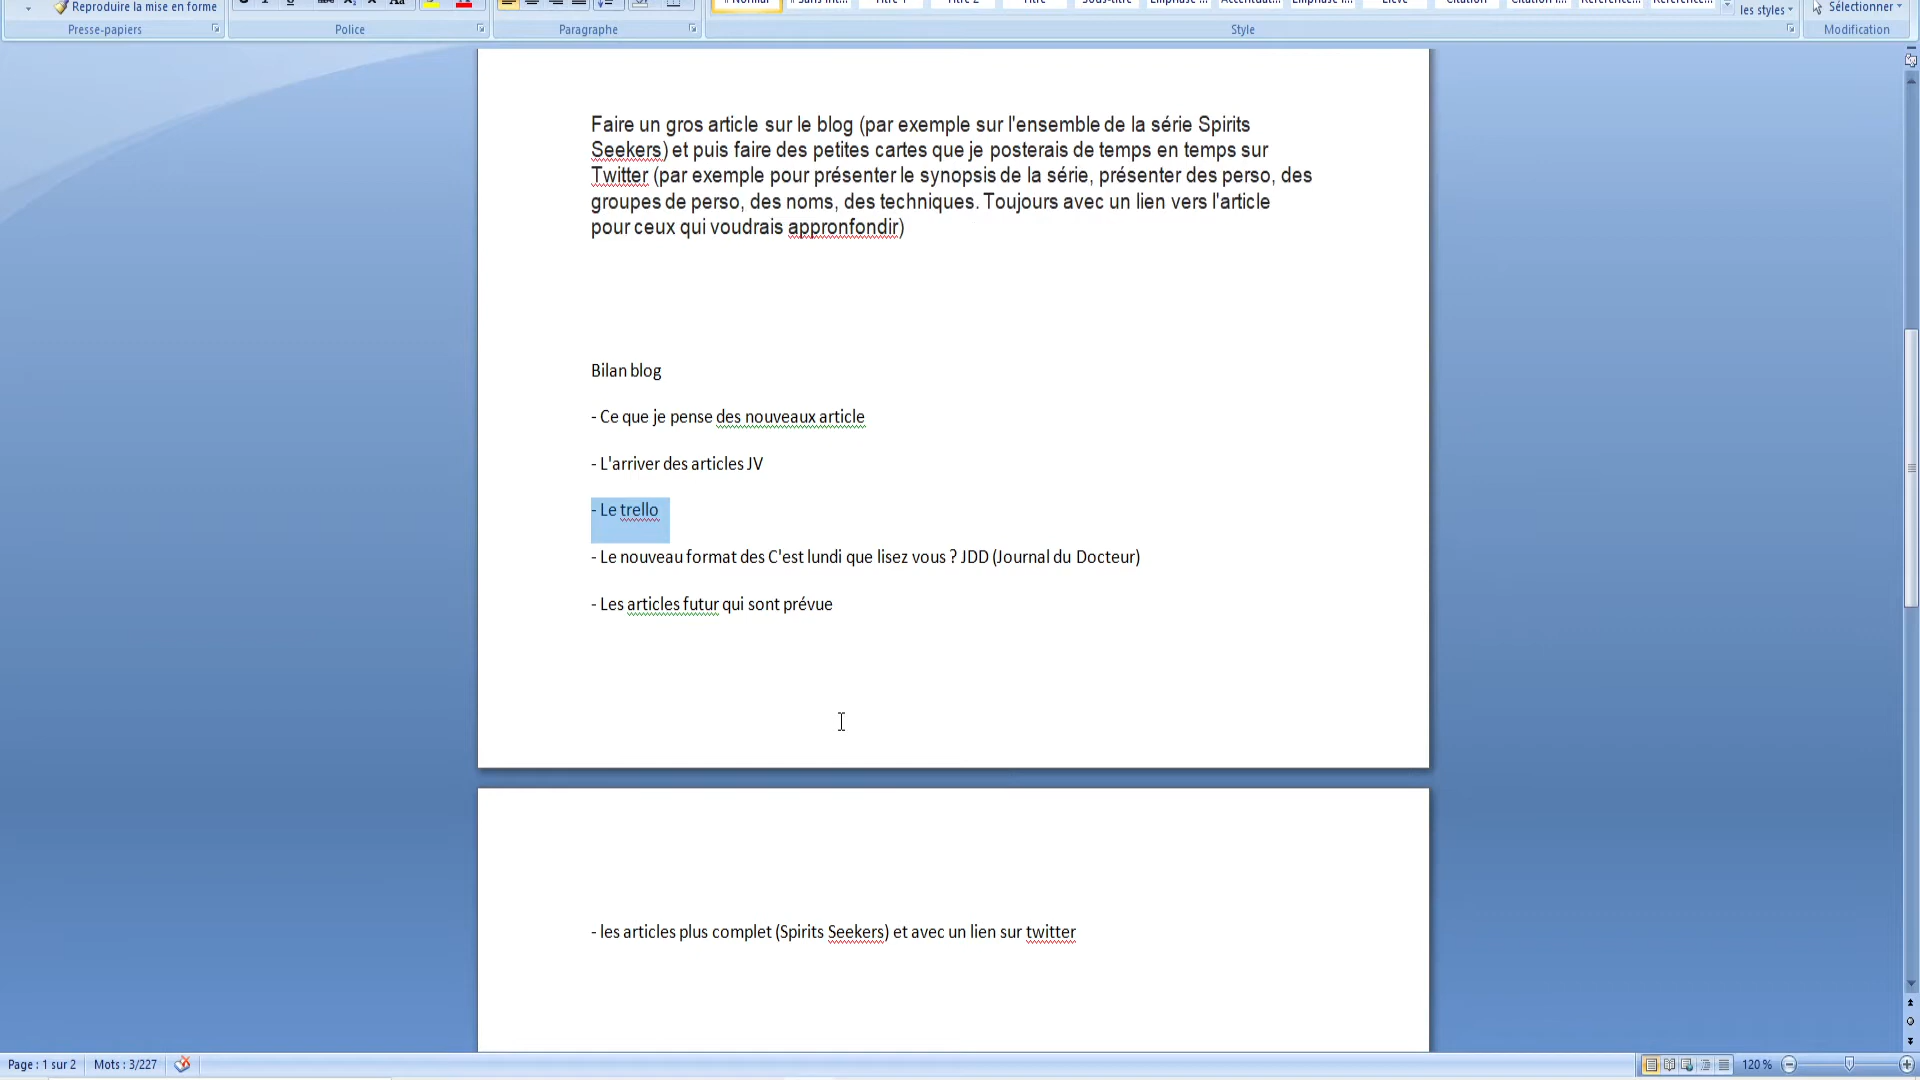 Reproduire la mise en forme
les styles
Sélectionner
Presse-papiers
Police
Paragraphe
Style
Modification
Faire un gros article sur le blog (par exemple sur l'ensemble de la série Spirits
Seekers) et puis faire des petites cartes que je posterais de temps en temps sur
Twitter (par exemple pour présenter le synopsis de la série, présenter des perso, des
groupes de perso, des noms, des techniques. Toujours avec un lien vers l'article
pour ceux qui voudrais appronfondir)
Bilan blog
- Ce que je pense des nouveaux article
- L'arriver des articles JV
- Le trello
- Le nouveau format des C'est lundi que lisez vous ? JDD (Journal du Docteur)
- Les articles futur qui sont prévue
- les articles plus complet (Spirits Seekers) et avec un lien sur twitter
Page : 1 sur 2
Mots : 3/227
120 %